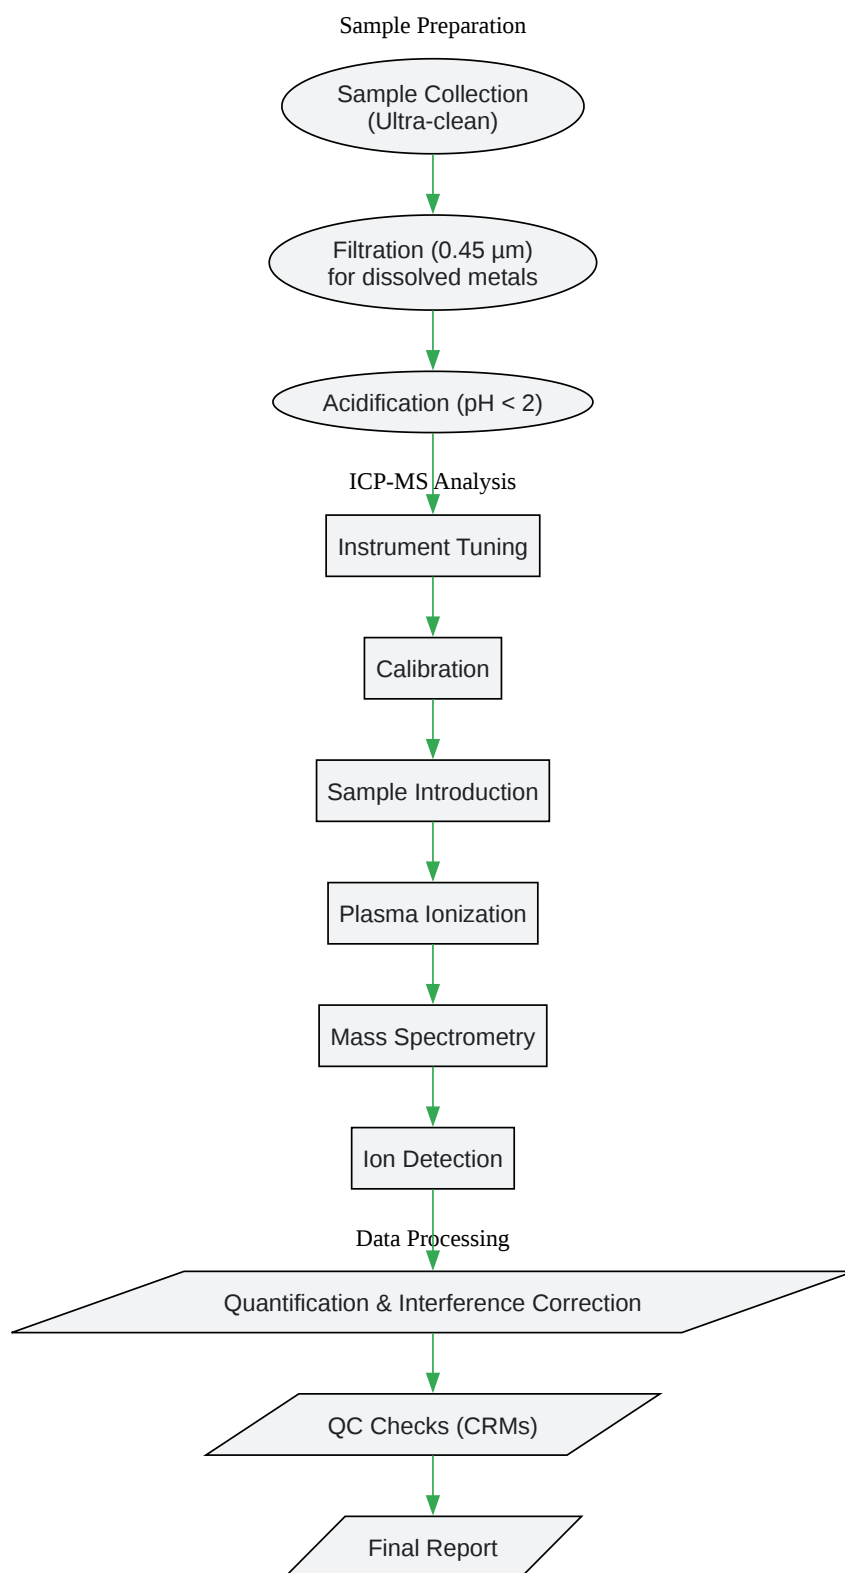 Sample Preparation
Sample Collection
(Ultra-clean)
Filtration (0.45 µm)
for dissolved metals
Acidification (pH < 2)
ICP-MS Analysis
Instrument Tuning
Calibration
Sample Introduction
Plasma Ionization
Mass Spectrometry
Ion Detection
Data Processing
Quantification & Interference Correction
QC Checks (CRMs)
Final Report